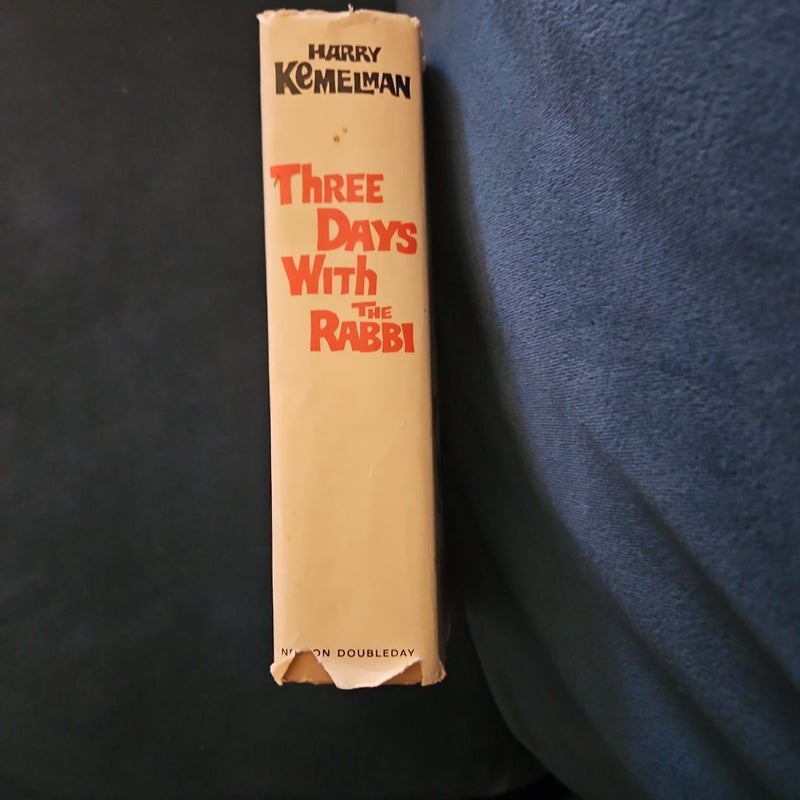 HARRY
KEMELMAN
THREE
DAYS
WITH
THE
RABBI
DOUBLEDAY